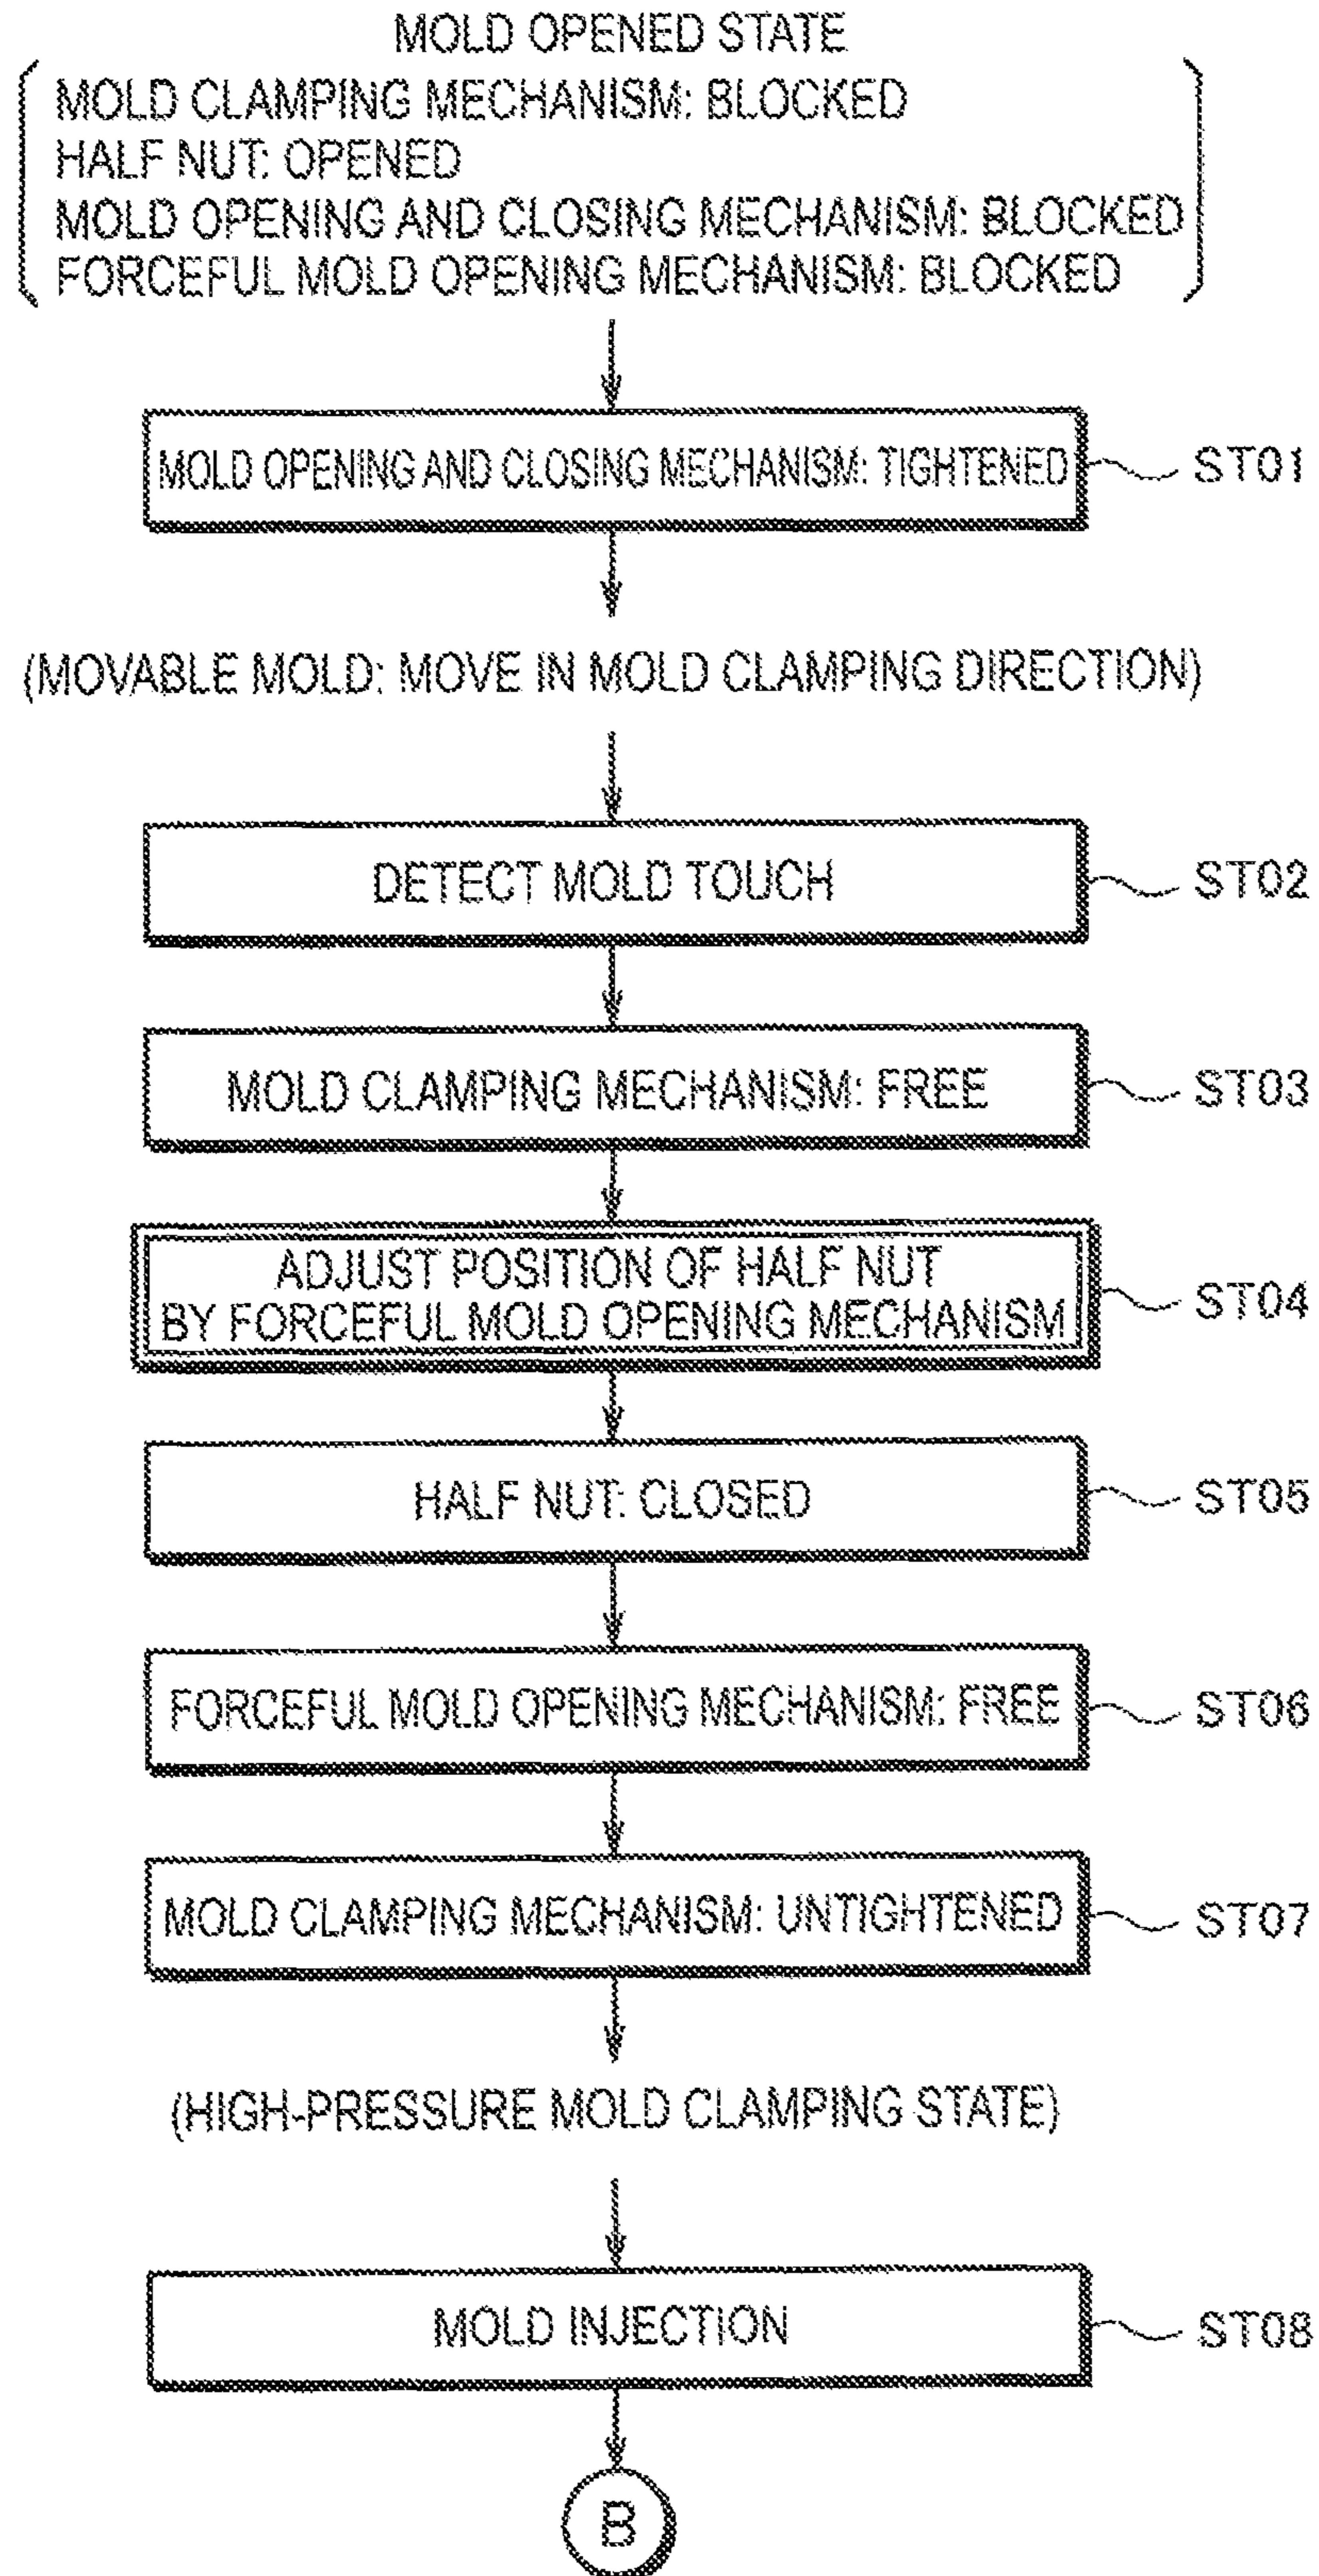 MOLD OPENED STATE
MOLD CLAMPING MECHANISM: BLOCKED
HALF NUT: OPENED
MOLD OPENING AND CLOSING MECHANISM: BLOCKED
FORCEFUL MOLD OPENING MECHANISM: BLOCKED
MOLD OPENING AND CLOSING MECHANISM: TIGHTENED
ST01
(MOVABLE MOLD: MOVE IN MOLD CLAMPING DIRECTION)
DETECT MOLD TOUCH
ST02
MOLD CLAMPING MECHANISM: FREE
ST03
ADJUST POSITION OF HALF NUT
BY FORCEFUL MOLD OPENING MECHANISM
ST04
HALF NUT: CLOSED
ST05
FORCEFUL MOLD OPENING MECHANISM: FREE
ST06
MOLD CLAMPING MECHANISM: UNTIGHTENED
ST07
(HIGH-PRESSURE MOLD CLAMPING STATE)
MOLD INJECTION
ST08
B